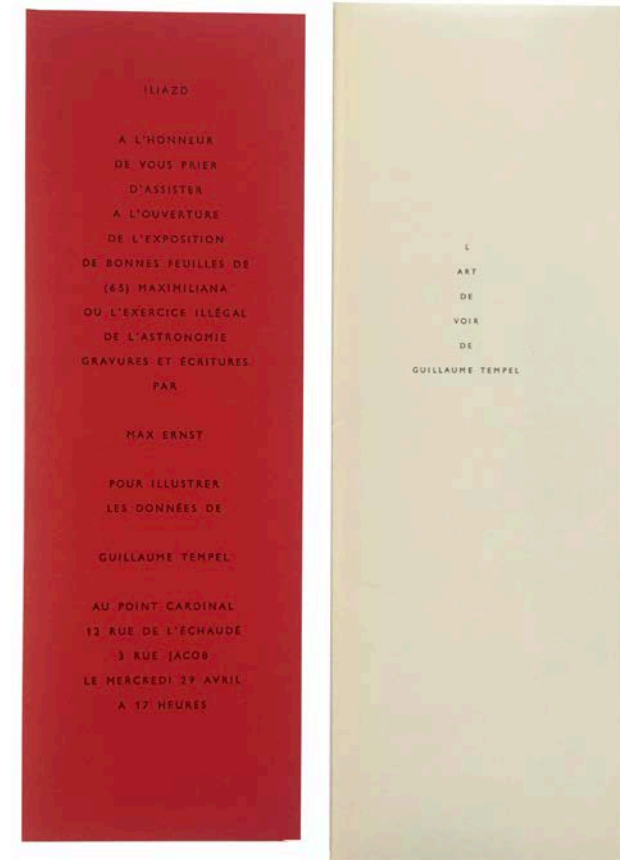 ILIAZD
A L'HONNEUR
DE VOUS PRIER
D'ASSISTER
A L'OUVERTURE
DE L'EXPOSITION
DE BONNES FEUILLES DE
(65) MAXIMILIANA
OU L'EXERCICE ILLÉGAL
DE L'ASTRONOMIE
GRAVURES ET ÉCRITURES
PAR
MAX ERNST
POUR ILLUSTRER
LES DONNÉES DE
GUILLAUME TEMPEL
AU POINT CARDINAL
12 RUE DE L'ÉCHAUDÉ
3 RUE JACOB
LE MERCREDI 29 AVRIL
A 17 HEURES
L
ART
DE
VOIR
DE
GUILLAUME TEMPEL